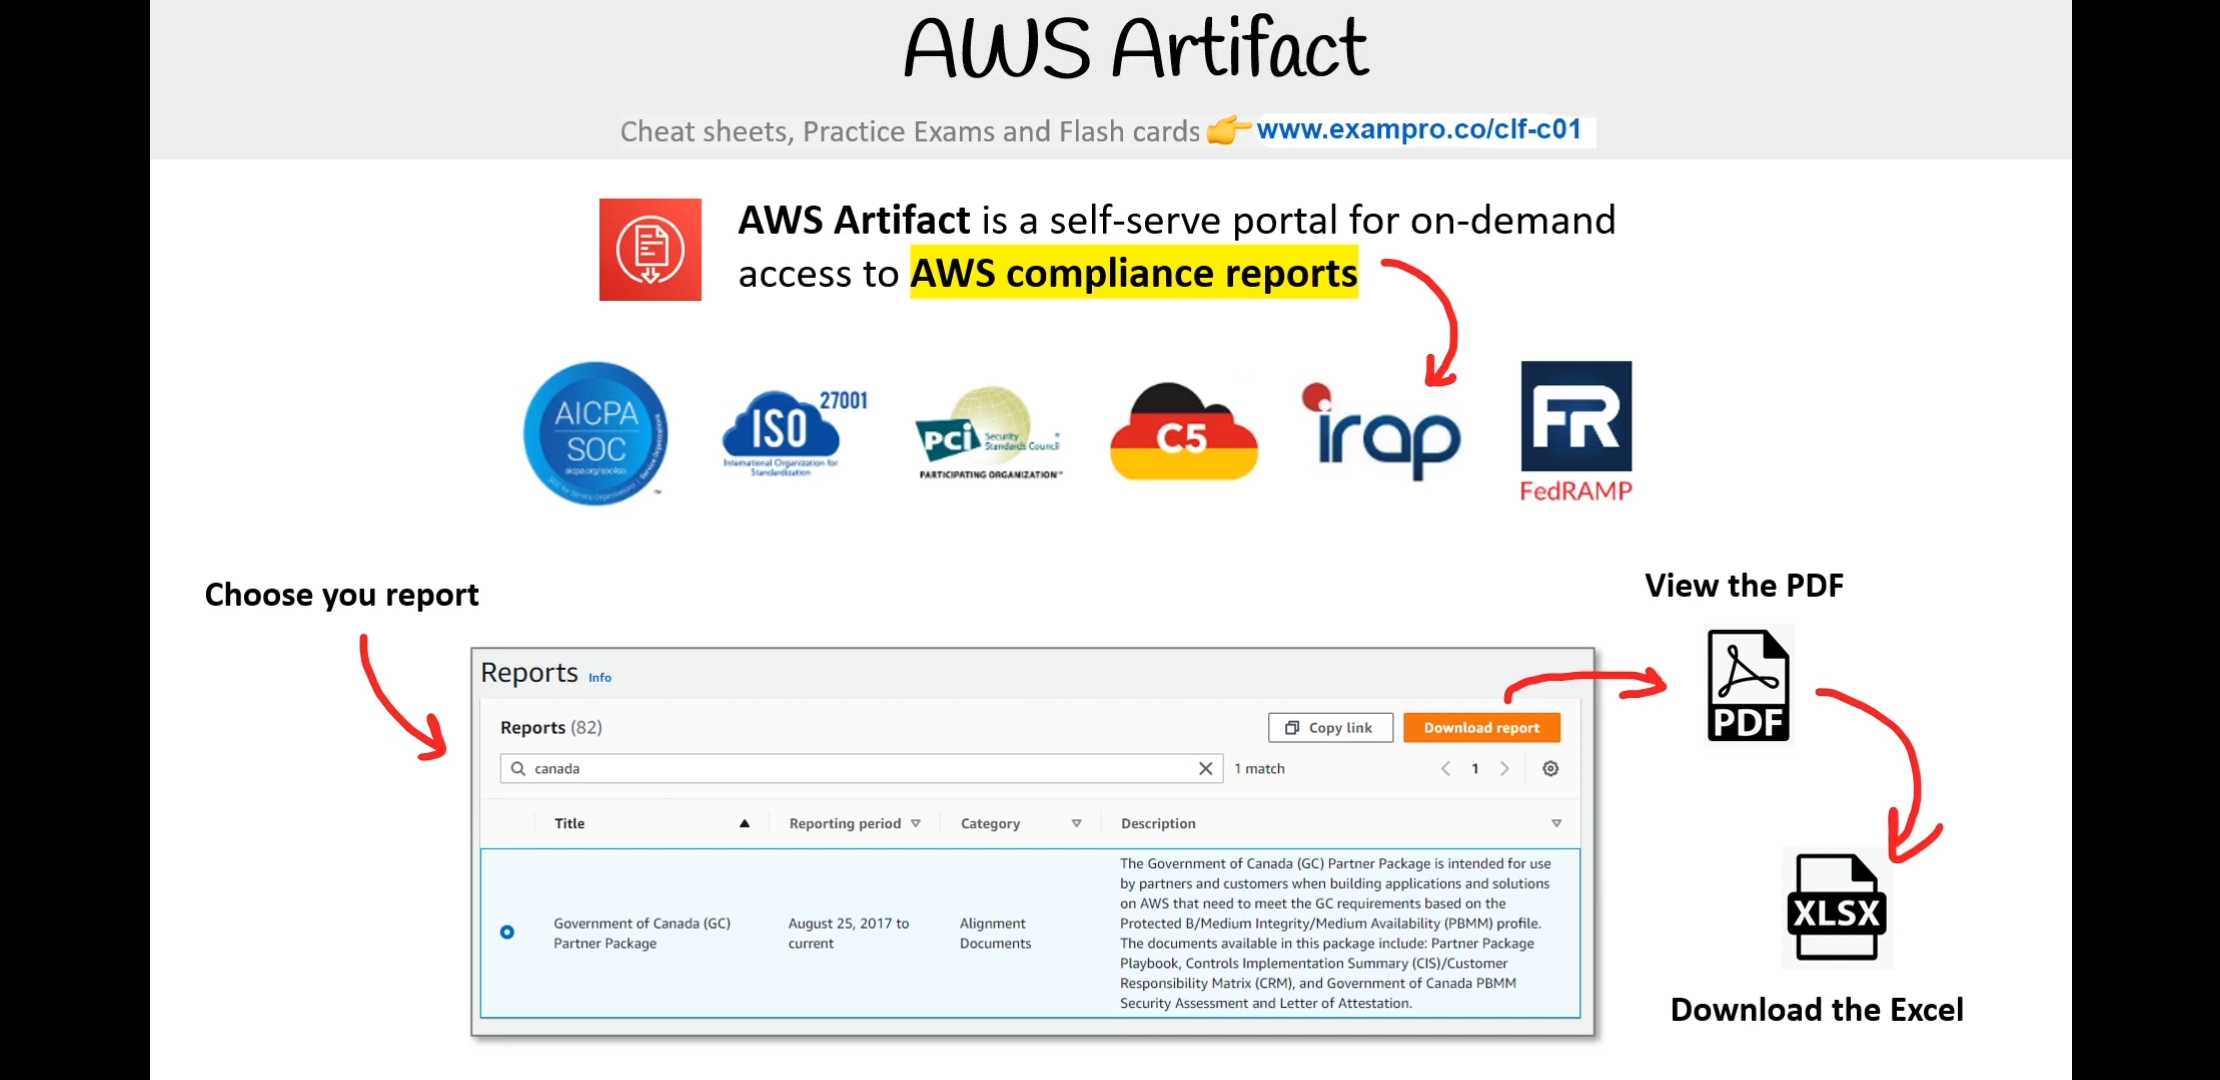 AWS Artifact
Cheat sheets, Practice Exams and Flash cards 👉 www.exampro.co/clf-c01
AWS Artifact is a self-serve portal for on-demand
access to AWS compliance reports
AICPA
SOC
aicpa.org/soc4so
SOC for Service Organizations | Service Organizations
TM
ISO
27001
International Organization for
Standardization
PCI
Security
Standards Council
PARTICIPATING ORGANIZATION™
C5
irap
FR
FedRAMP
Choose you report
View the PDF
PDF
XLSX
Download the Excel
Reports Info
Reports (82)
Copy link
Download report
canada
1 match
1
Title
Reporting period
Category
Description
Government of Canada (GC)
Partner Package
August 25, 2017 to
current
Alignment
Documents
The Government of Canada (GC) Partner Package is intended for use
by partners and customers when building applications and solutions
on AWS that need to meet the GC requirements based on the
Protected B/Medium Integrity/Medium Availability (PBMM) profile.
The documents available in this package include: Partner Package
Playbook, Controls Implementation Summary (CIS)/Customer
Responsibility Matrix (CRM), and Government of Canada PBMM
Security Assessment and Letter of Attestation.